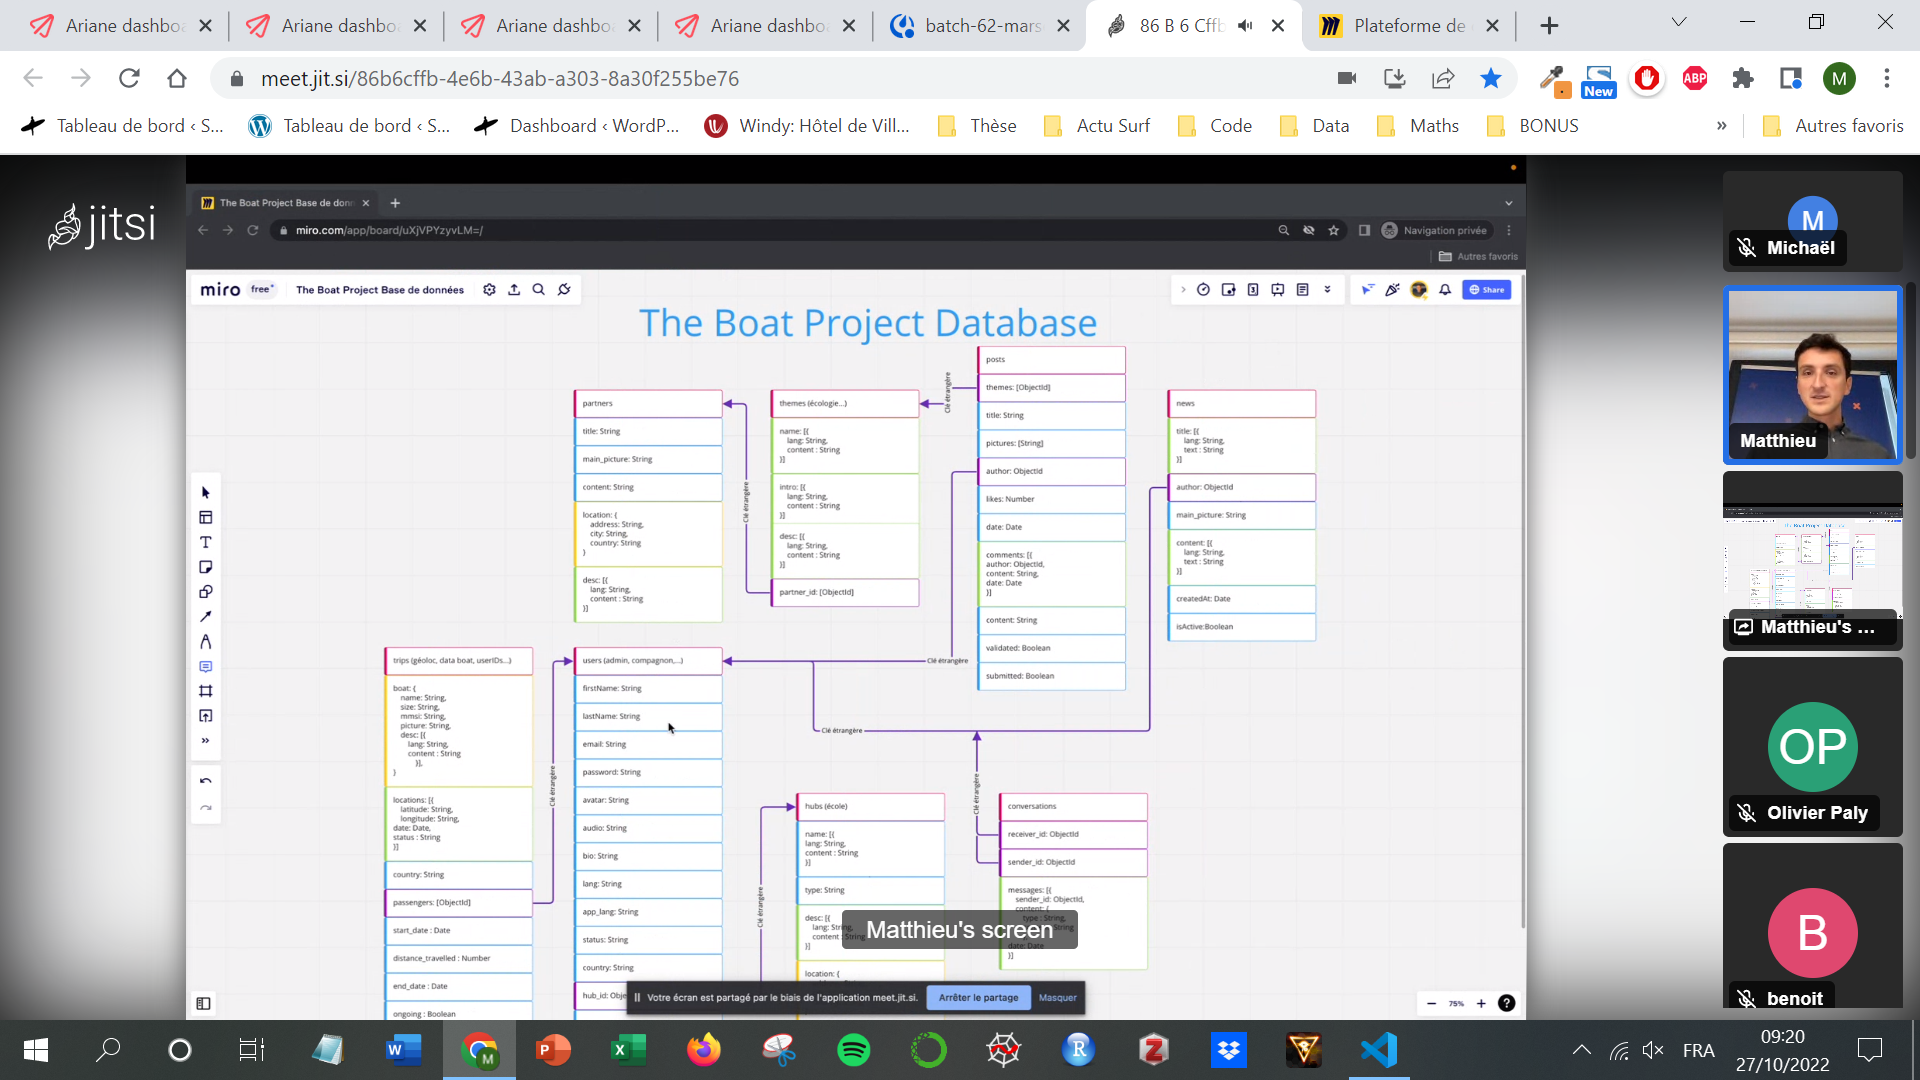 Ariane dashbo
Ariane dashbo
Ariane dashbo
Ariane dashbo
batch-62-mars
86 B 6 Cffb
Plateforme de
meet.jit.si/86b6cffb-4e6b-43ab-a303-8a30f255be76
New
ABP
M
Tableau de bord ‹ S...
Tableau de bord ‹ S...
Dashboard ‹ WordP...
Windy: Hôtel de Vill...
Thèse
Actu Surf
Code
Data
Maths
BONUS
»
Autres favoris
jitsi
The Boat Project Base de donn
miro.com/app/board/uXjVPYzyvLM=/
Navigation privée
Autres favoris
miro
free
The Boat Project Base de données
Share
The Boat Project Database
partners
title: String
main_picture: String
content: String
location: {
address: String,
city: String,
country: String
}
desc: [{
lang: String,
content : String
}]
Clé étrangère
themes (écologie...)
name: [{
lang: String,
content : String
}]
intro: [{
lang: String,
content : String
}]
desc: [{
lang: String,
content : String
}]
partner_id: [ObjectId]
Clé étrangère
posts
themes: [ObjectId]
title: String
pictures: [String]
author: ObjectId
likes: Number
date: Date
comments: [{
author: ObjectId,
content: String,
date: Date
}]
content: String
validated: Boolean
submitted: Boolean
Clé étrangère
news
title: [{
lang: String,
text : String
}]
author: ObjectId
main_picture: String
content: [{
lang: String,
text : String
}]
createdAt: Date
isActive:Boolean
Clé étrangère
trips (géoloc, data boat, userIDs...)
boat: {
name: String,
size: String,
mmsi: String,
picture: String,
desc: [{
lang: String,
content : String
}],
}
locations: [{
latitude: String,
longitude: String,
date: Date,
status : String
}]
country: String
passengers: [ObjectId]
start_date : Date
distance_travelled : Number
end_date : Date
ongoing : Boolean
Clé étrangère
users (admin, compagnon,...)
firstName: String
lastName: String
email: String
password: String
avatar: String
audio: String
bio: String
lang: String
app_lang: String
status: String
country: String
hub_id: Obje
Clé étrangère
hubs (école)
name: [{
lang: String,
content : String
}]
type: String
desc: [{
lang: String,
content : String
}]
location: {
Clé étrangère
conversations
receiver_id: ObjectId
sender_id: ObjectId
messages: [{
sender_id: ObjectId,
content: {
type : String,
date: Date
}]
Matthieu's screen
Votre écran est partagé par le biais de l'application meet.jit.si.
Arrêter le partage
Masquer
75%
M
Michaël
Matthieu
Matthieu's ...
OP
Olivier Paly
B
benoit
FRA
09:20
27/10/2022